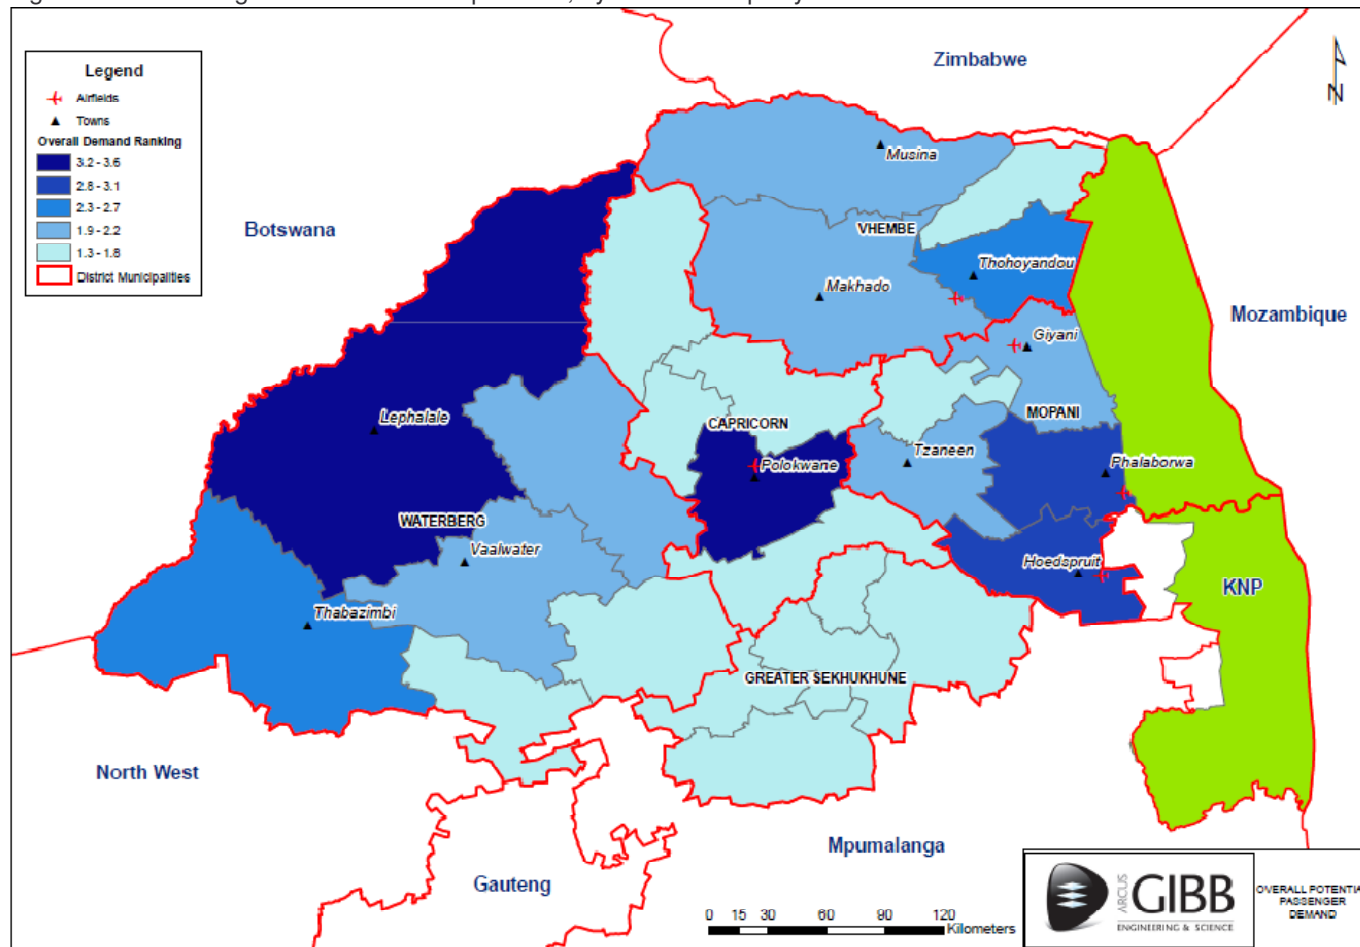 Zimbabwe
N
Legend
Airfields
Towns
Overall Demand Ranking
3.2 - 3.6
2.8 - 3.1
2.3 - 2.7
1.9 - 2.2
1.3 - 1.8
District Municipalities
Musina
Botswana
VHEMBE
Thohoyandou
Makhado
Mozambique
Giyani
Lephalale
CAPRICORN
MOPANI
Polokwane
Tzaneen
Phalaborwa
WATERBERG
Vaalwater
Hoedspruit
KNP
Thabazimbi
GREATER SEKHUKHUNE
North West
Mpumalanga
Gauteng
0 15 30 60 90 120
Kilometers
ARCUS
GIBB
ENGINEERING & SCIENCE
OVERALL POTENTIA
PASSENGER
DEMAND